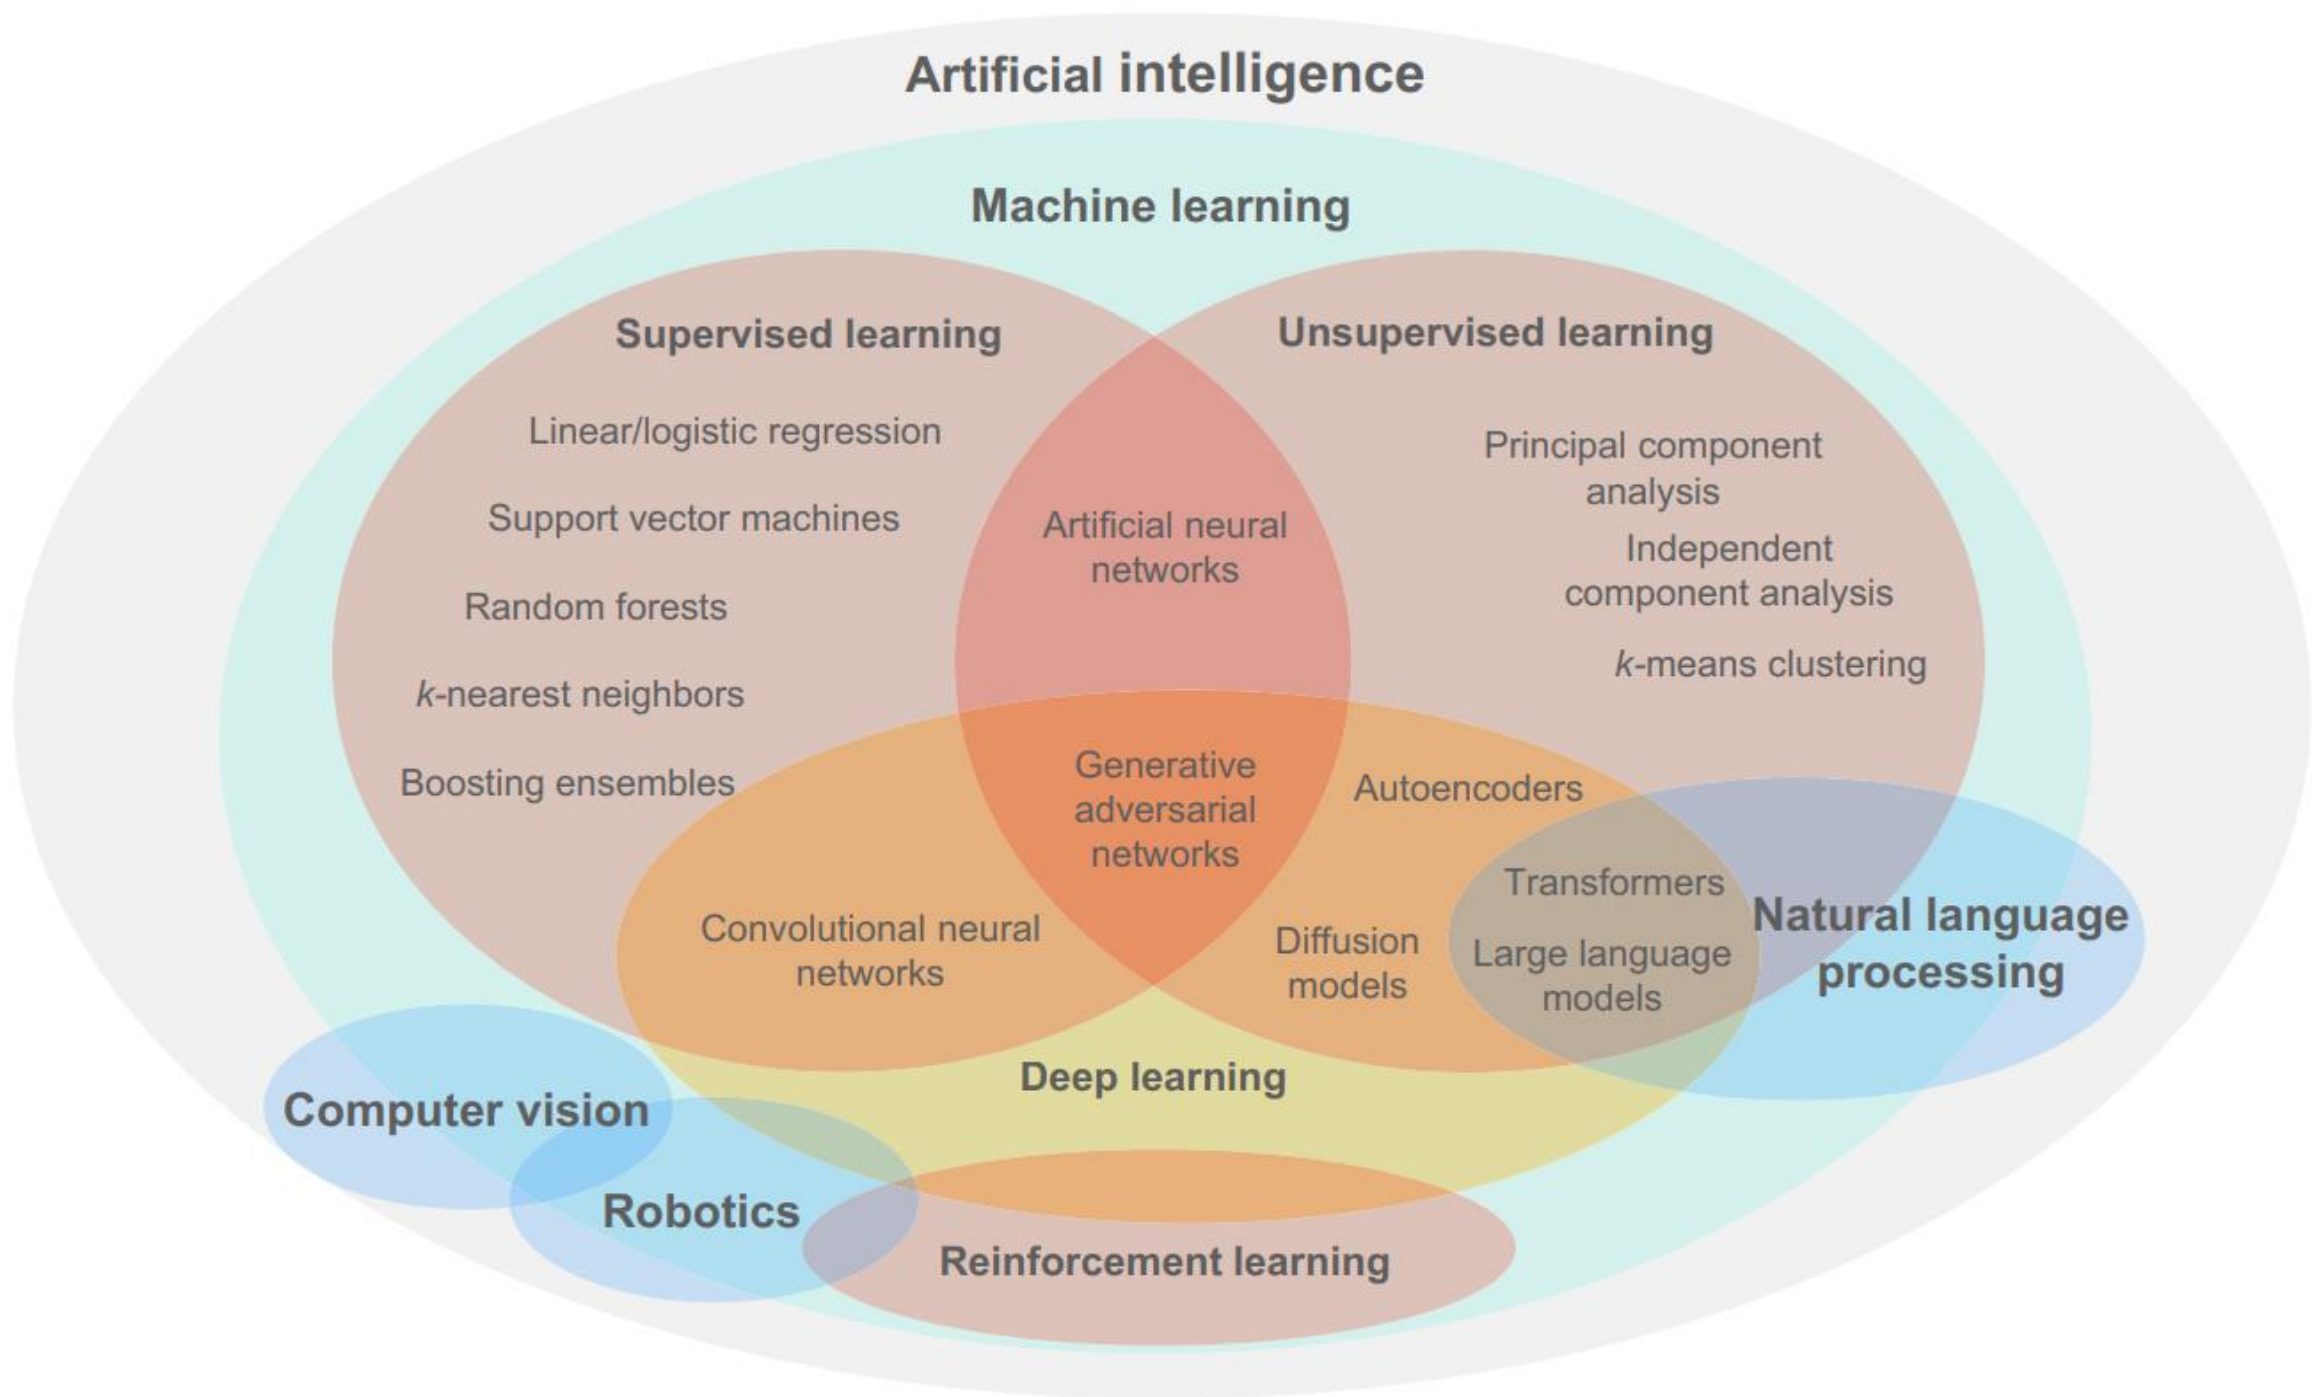 Artificial intelligence
Machine learning
Supervised learning
Linear/logistic regression
Support vector machines
Random forests
k-nearest neighbors
Boosting ensembles
Unsupervised learning
Principal component
analysis
Independent
component analysis
k-means clustering
Artificial neural
networks
Generative
adversarial
networks
Autoencoders
Convolutional neural
networks
Diffusion
models
Transformers
Large language
models
Natural language
processing
Deep learning
Computer vision
Robotics
Reinforcement learning